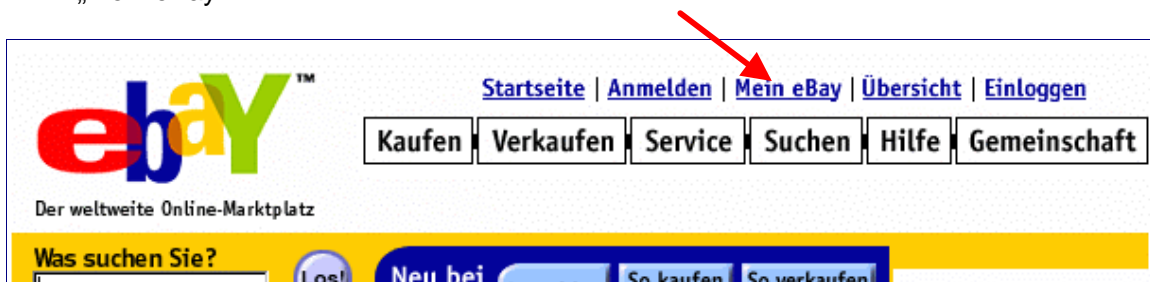 ebaY™
Startseite | Anmelden | Mein eBay | Übersicht | Einloggen
Kaufen Verkaufen Service Suchen Hilfe Gemeinschaft
Der weltweite Online-Marktplatz
Was suchen Sie?
Los! Neu bei So kaufen So verkaufen